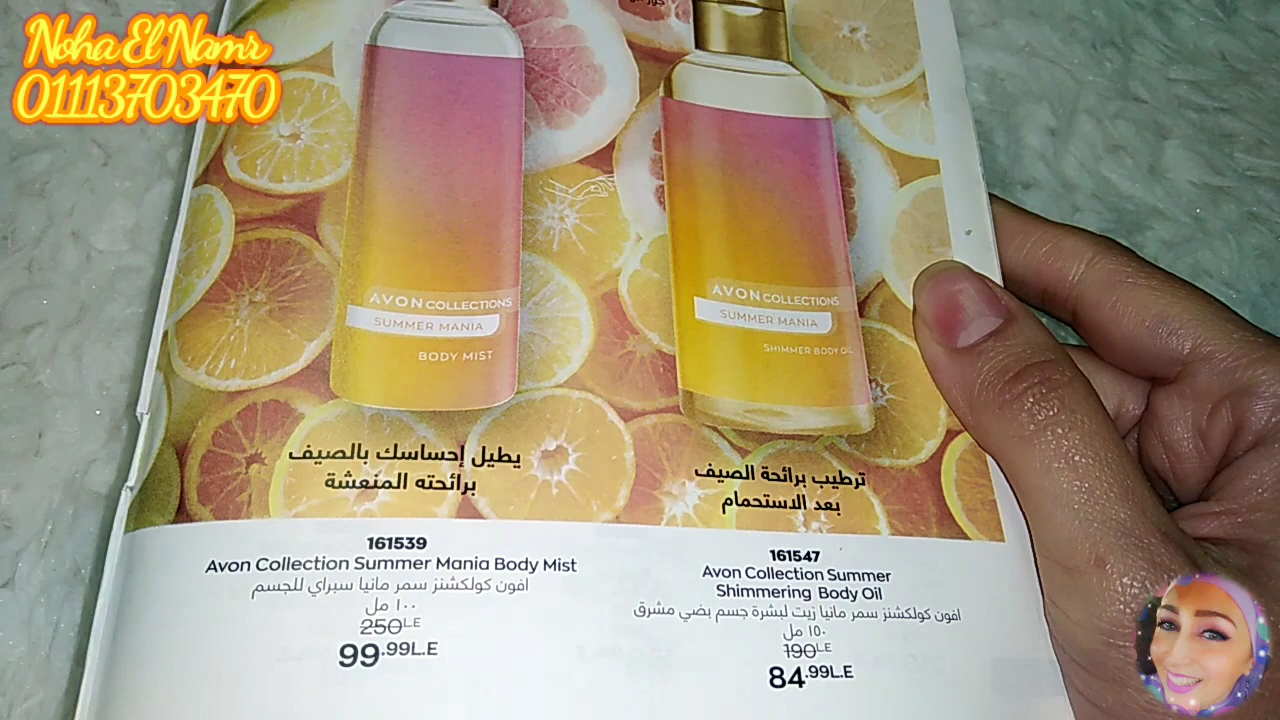 Noha El Namr
01113703470
AVON COLLECTIONS
SUMMER MANIA
BODY MIST
AVON COLLECTIONS
SUMMER MANIA
SHIMMER BODY OIL
يطيل إحساسك بالصيف
برائحته المنعشة
ترطيب برائحة الصيف
بعد الاستحمام
161539
Avon Collection Summer Mania Body Mist
افون كولكشنز سمر مانيا سبراي للجسم
١٠٠ مل
250LE
99.99L.E
161547
Avon Collection Summer
Shimmering Body Oil
افون كولكشنز سمر مانيا زيت لبشرة جسم بضي مشرق
١٥٠ مل
190LE
84.99L.E